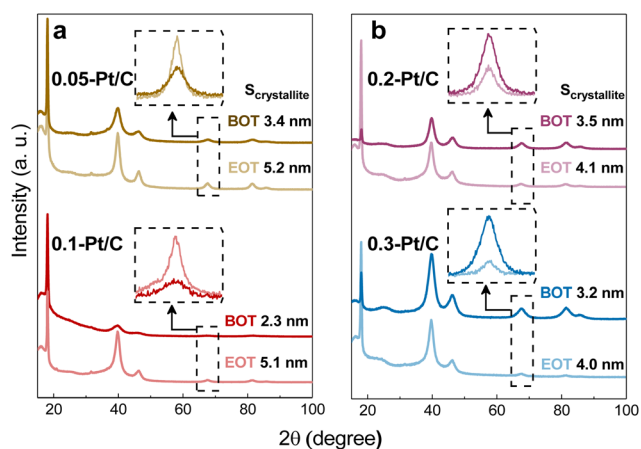 a
0.05-Pt/C
S crystallite
BOT 3.4 nm
EOT 5.2 nm
0.1-Pt/C
BOT 2.3 nm
EOT 5.1 nm
20 40 60 80 100
b
0.2-Pt/C
S crystallite
BOT 3.5 nm
EOT 4.1 nm
0.3-Pt/C
BOT 3.2 nm
EOT 4.0 nm
20 40 60 80 100
Intensity (a. u.)
2θ (degree)